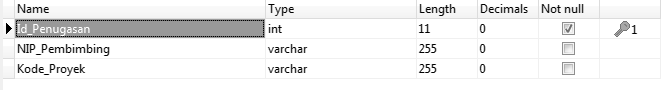 Name Type Length Decimals Not null
Id_Penugasan int 11 0 1
NIP_Pembimbing varchar 255 0
Kode_Proyek varchar 255 0